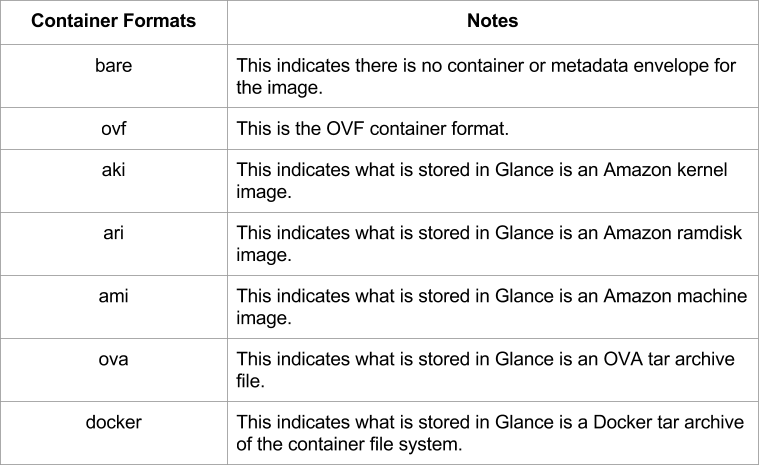 Container Formats
Notes
bare
This indicates there is no container or metadata envelope for
the image.
ovf
This is the OVF container format.
aki
This indicates what is stored in Glance is an Amazon kernel
image.
ari
This indicates what is stored in Glance is an Amazon ramdisk
image.
ami
This indicates what is stored in Glance is an Amazon machine
image.
ova
This indicates what is stored in Glance is an OVA tar archive
file.
docker
This indicates what is stored in Glance is a Docker tar archive
of the container file system.